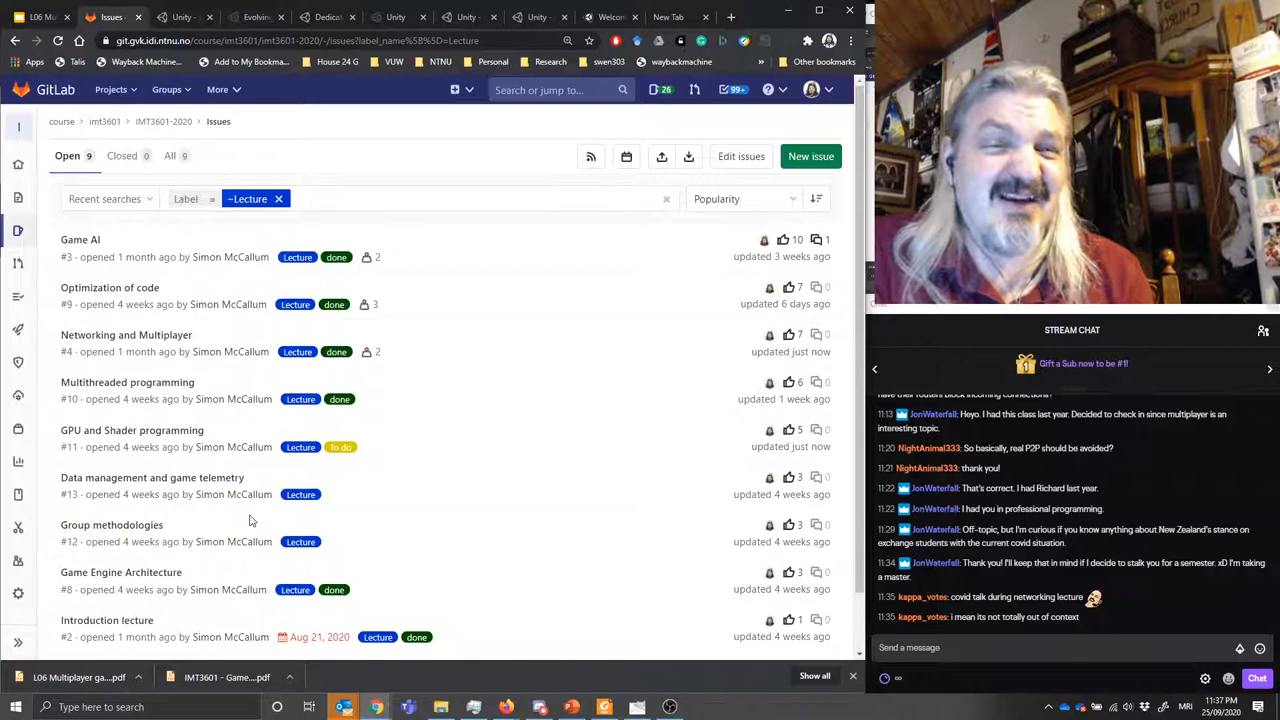 Unity -
Unity -
Evolvin
Dedicat
Unity -
Unity -
Welcom
New Tab
git.gvk.idi.ntnu.no/course/imt3601/imt3601-2020/-/issues?label_name%5B%5D=Lecture
Apps
Talis
Wayback Mac...
Add to My Bookmar...
House 24 G
VUW
NTNU
Personal
Research
swen303
waybackmachine
»
Other bookmarks
GitLab
Projects
Groups
More
Search or jump to...
26
99+
course › imt3601 › IMT3601-2020 › Issues
Open 9
Closed 0
All 9
Edit issues
New issue
Recent searches
Label = ~Lecture
Popularity
Game AI
10 1
#3 · opened 1 month ago by Simon McCallum Lecture done 2
updated 3 weeks ago
Optimization of code
7 0
#9 · opened 4 weeks ago by Simon McCallum Lecture done 3
updated 6 days ago
Networking and Multiplayer
7 0
#4 · opened 1 month ago by Simon McCallum Lecture done 2
updated just now
Multithreaded programming
6 0
#10 · opened 4 weeks ago by Simon McCallum Lecture done
updated 1 week ago
GPU and Shader programming
5 0
#11 · opened 4 weeks ago by Simon McCallum Lecture To do
updated just now
Data management and game telemetry
3 0
#13 · opened 4 weeks ago by Simon McCallum Lecture
updated 4 weeks ago
Group methodologies
3 0
#12 · opened 4 weeks ago by Simon McCallum Lecture
updated 4 weeks ago
Game Engine Architecture
3 0
#8 · opened 4 weeks ago by Simon McCallum Lecture done
updated 4 weeks ago
Introduction lecture
1 0
#2 · opened 1 month ago by Simon McCallum Aug 21, 2020 Lecture done
updated 4 weeks ago
CHURCH
STREAM CHAT
Gift a Sub now to be #1!
have their routers block incoming connections?
11:13 JonWaterfall: Heyo. I had this class last year. Decided to check in since multiplayer is an
interesting topic.
11:20 NightAnimal333: So basically, real P2P should be avoided?
11:21 NightAnimal333: thank you!
11:22 JonWaterfall: That's correct. I had Richard last year.
11:22 JonWaterfall: I had you in professional programming.
11:29 JonWaterfall: Off-topic, but I'm curious if you know anything about New Zealand's stance on
exchange students with the current covid situation.
11:34 JonWaterfall: Thank you! I'll keep that in mind if I decide to stalk you for a semester. xD I'm taking
a master.
11:35 kappa_votes: covid talk during networking lecture
11:35 kappa_votes: i mean its not totally out of context
Send a message
Chat
L06 Multiplayer ga....pdf
IMT3601 - Game....pdf
Show all
Type here to search
MRI
11:37 PM
25/09/2020